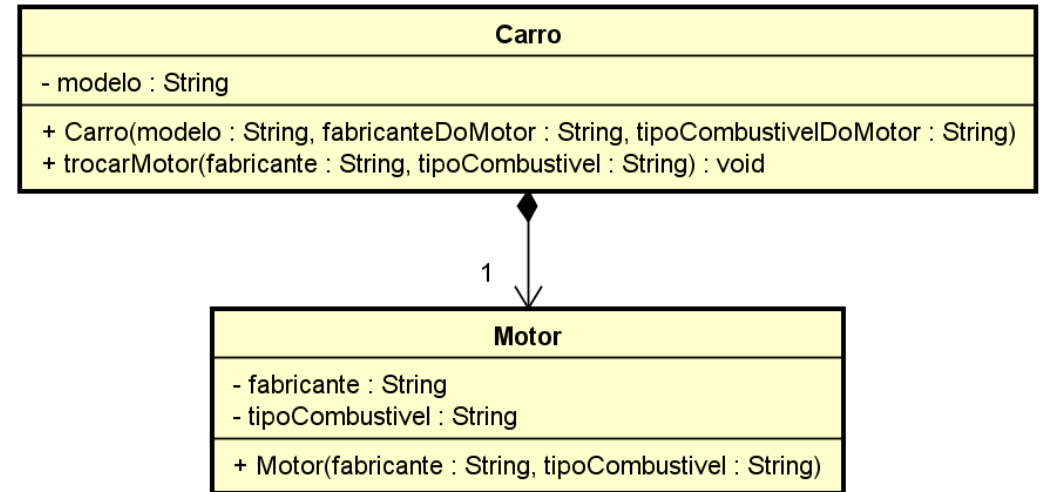 Carro
- modelo : String
+ Carro(modelo : String, fabricanteDoMotor : String, tipoCombustivelDoMotor : String)
+ trocarMotor(fabricante : String, tipoCombustivel : String) : void
1
Motor
- fabricante : String
- tipoCombustivel : String
+ Motor(fabricante : String, tipoCombustivel : String)